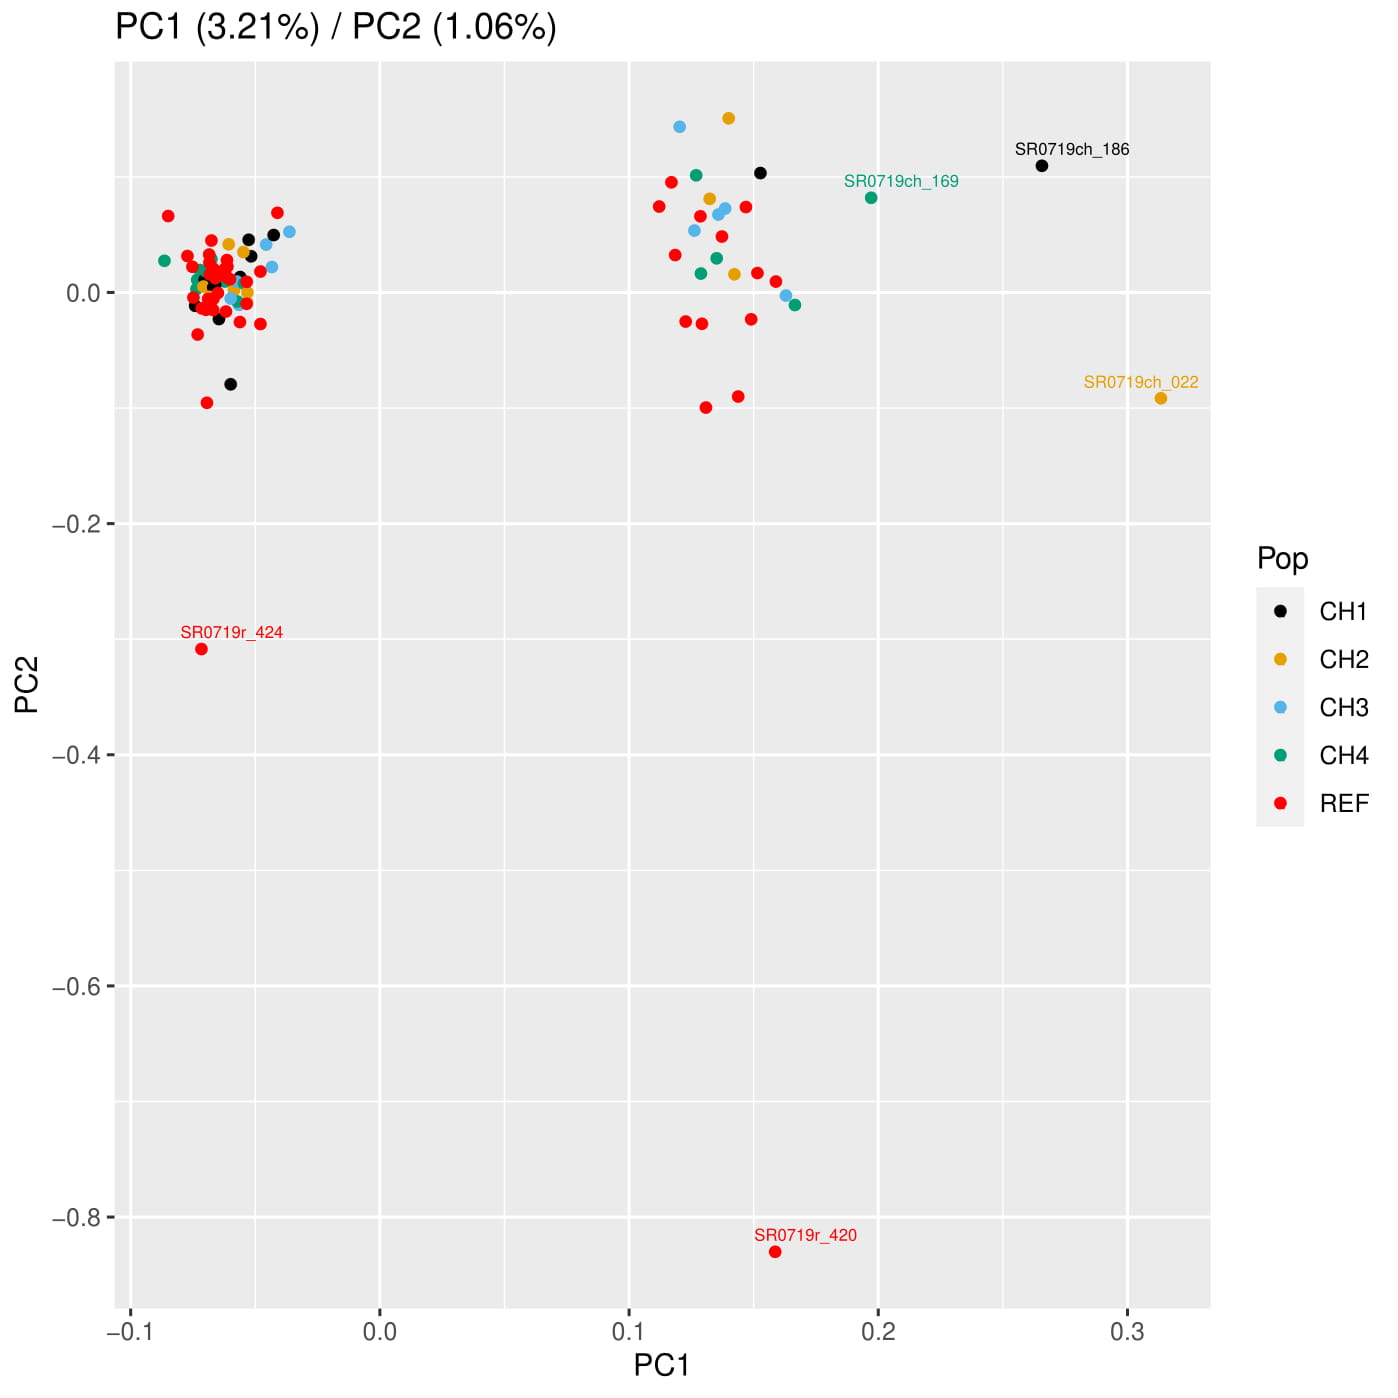 PC1 (3.21%) / PC2 (1.06%)
SR0719ch_186
SR0719ch_169
0.0
SR0719ch_022
−0.2
Pop
CH1
SR0719r_424
CH2
PC2
CH3
−0.4
CH4
REF
−0.6
−0.8
SR0719r_420
−0.1 0.0 0.1 0.2 0.3
PC1